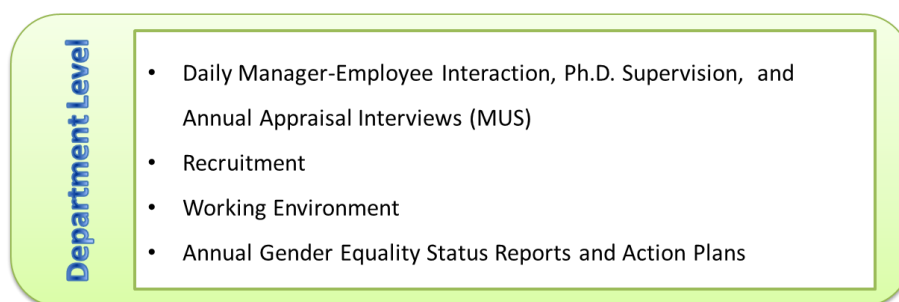 Department Level
• Daily Manager-Employee Interaction, Ph.D. Supervision, and
Annual Appraisal Interviews (MUS)
• Recruitment
• Working Environment
• Annual Gender Equality Status Reports and Action Plans